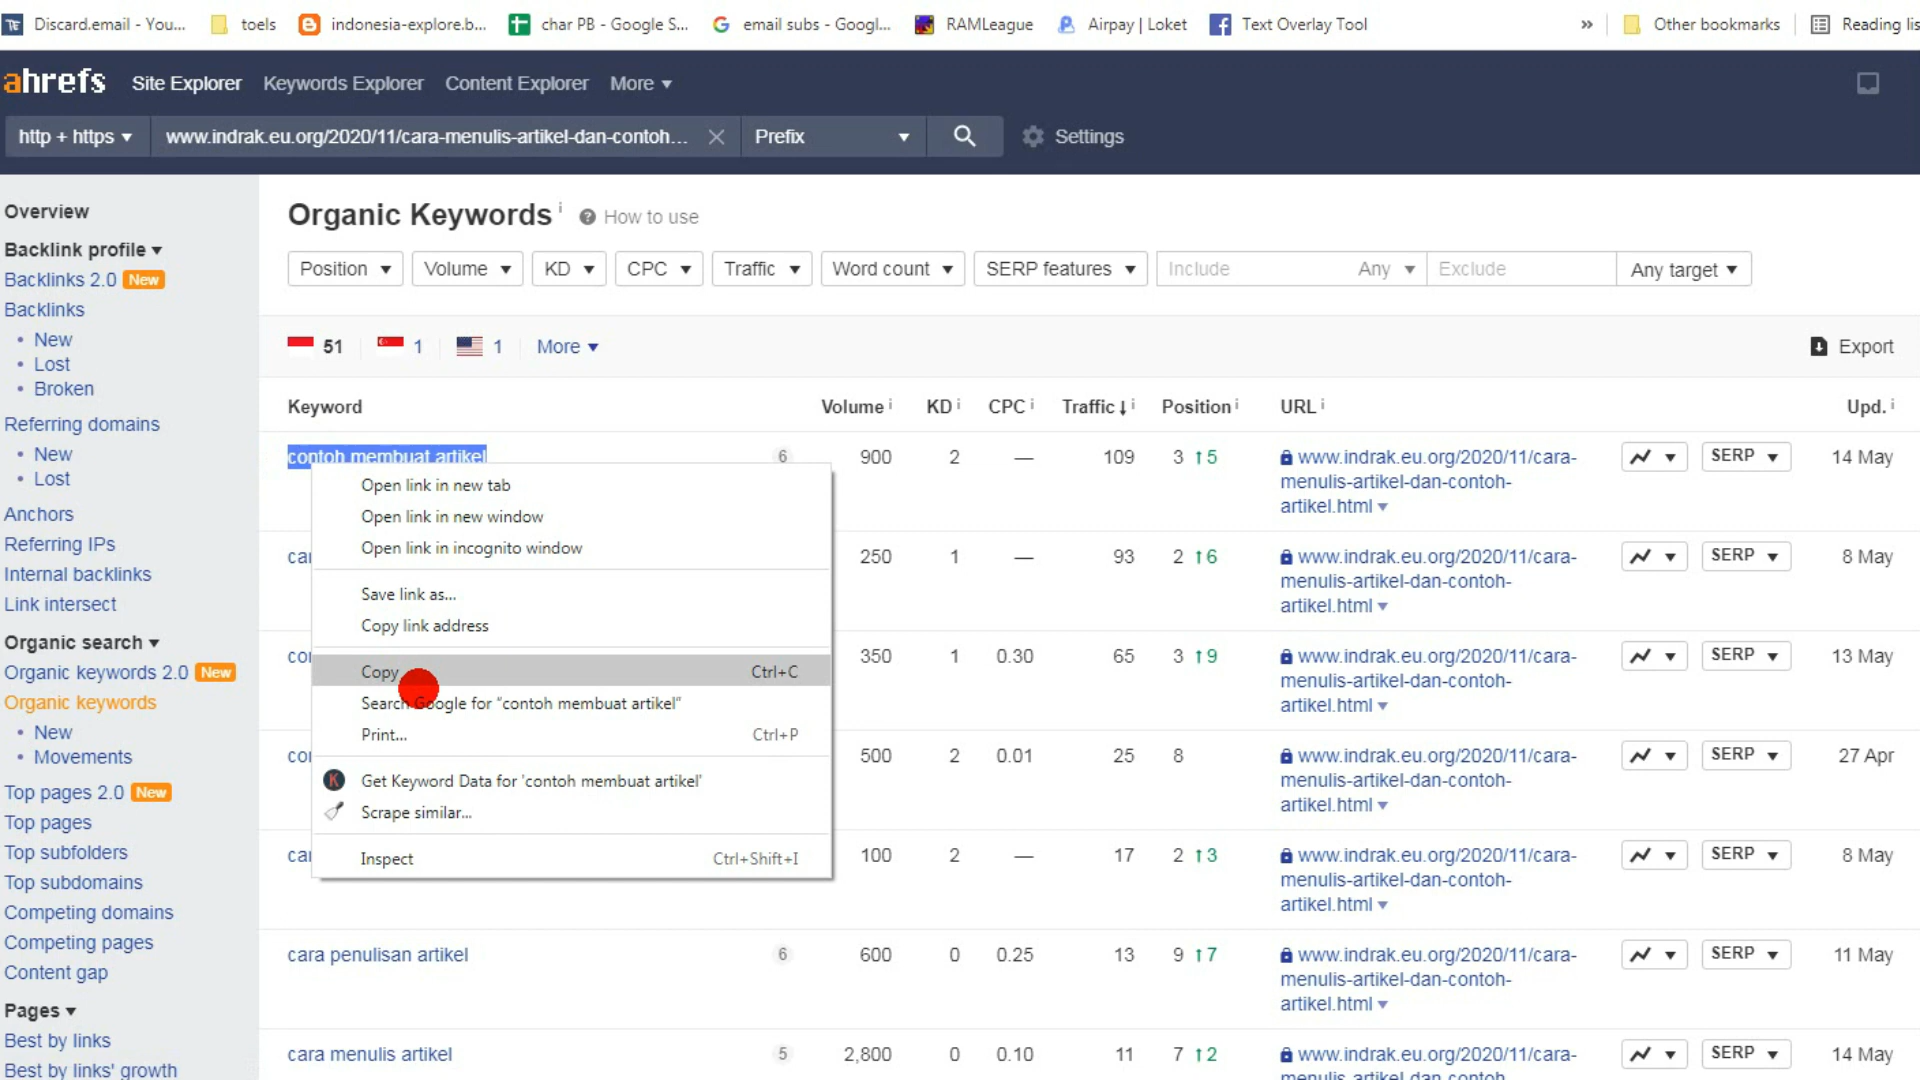 Discard.email - You... toels indonesia-explore.b... char PB - Google S... email subs - Googl... RAMLeague Airpay | Loket Text Overlay Tool » Other bookmarks Reading lis
ahrefs Site Explorer Keywords Explorer Content Explorer More
http + https www.indrak.eu.org/2020/11/cara-menulis-artikel-dan-contoh... Prefix Settings
Overview
Backlink profile
Backlinks 2.0 New
Backlinks
• New
• Lost
• Broken
Referring domains
• New
• Lost
Anchors
Referring IPs
Internal backlinks
Link intersect
Organic search
Organic keywords 2.0 New
Organic keywords
• New
• Movements
Top pages 2.0 New
Top pages
Top subfolders
Top subdomains
Competing domains
Competing pages
Content gap
Pages
Best by links
Best by links' growth
Organic Keywords i ? How to use
Position Volume KD CPC Traffic Word count SERP features Include Any Exclude Any target
51 1 1 More Export
Keyword Volume i KD i CPC i Traffic↓ i Position i URL i Upd. i
contoh membuat artikel 6 900 2 — 109 3 ↑5 www.indrak.eu.org/2020/11/cara- SERP 14 May
menulis-artikel-dan-contoh-
artikel.html
250 1 — 93 2 ↑6 www.indrak.eu.org/2020/11/cara- SERP 8 May
menulis-artikel-dan-contoh-
artikel.html
350 1 0.30 65 3 ↑9 www.indrak.eu.org/2020/11/cara- SERP 13 May
menulis-artikel-dan-contoh-
artikel.html
500 2 0.01 25 8 www.indrak.eu.org/2020/11/cara- SERP 27 Apr
menulis-artikel-dan-contoh-
artikel.html
100 2 — 17 2 ↑3 www.indrak.eu.org/2020/11/cara- SERP 8 May
menulis-artikel-dan-contoh-
artikel.html
cara penulisan artikel 6 600 0 0.25 13 9 ↑7 www.indrak.eu.org/2020/11/cara- SERP 11 May
menulis-artikel-dan-contoh-
artikel.html
cara menulis artikel 5 2,800 0 0.10 11 7 ↑2 www.indrak.eu.org/2020/11/cara- SERP 14 May
menulis-artikel-dan-contoh-
Open link in new tab
Open link in new window
Open link in incognito window
Save link as...
Copy link address
Copy Ctrl+C
Search Google for “contoh membuat artikel”
Print... Ctrl+P
K Get Keyword Data for 'contoh membuat artikel'
Scrape similar...
Inspect Ctrl+Shift+I